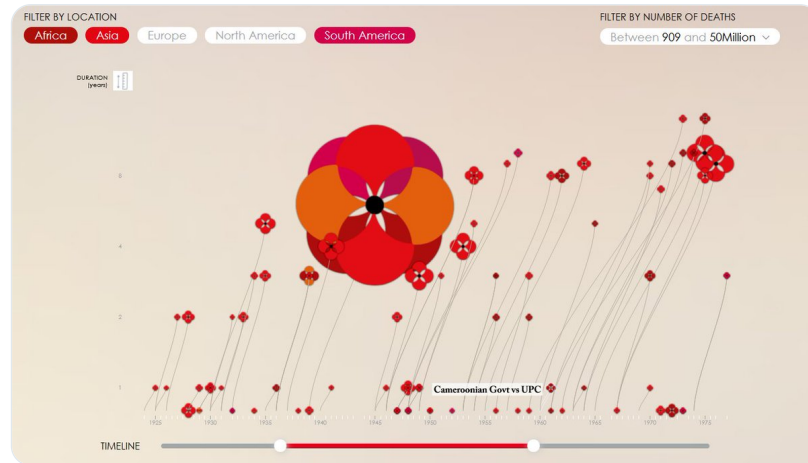 FILTER BY LOCATION
FILTER BY NUMBER OF DEATHS
Africa Asia Europe North America South America
Between 909 and 50Million
DURATION
(years)
8
4
2
1
Cameroonian Govt vs UPC
1925 1930 1935 1940 1945 1950 1955 1960 1965 1970 1975
TIMELINE